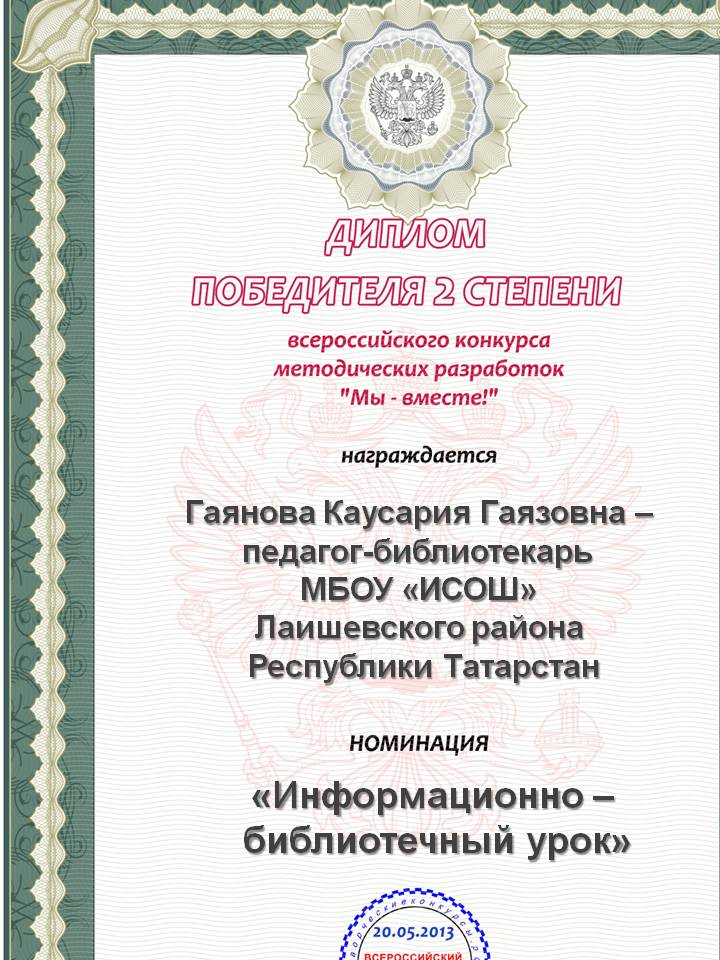 ДИПЛОМ
ПОБЕДИТЕЛЯ 2 СТЕПЕНИ
всероссийского конкурса
методических разработок
"Мы - вместе!"
награждается
Гаянова Каусария Гаязовна –
педагог-библиотекарь
МБОУ «ИСОШ»
Лаишевского района
Республики Татарстан
НОМИНАЦИЯ
«Информационно –
библиотечный урок»
20.05.2013
ВСЕРОССИЙСКИЙ